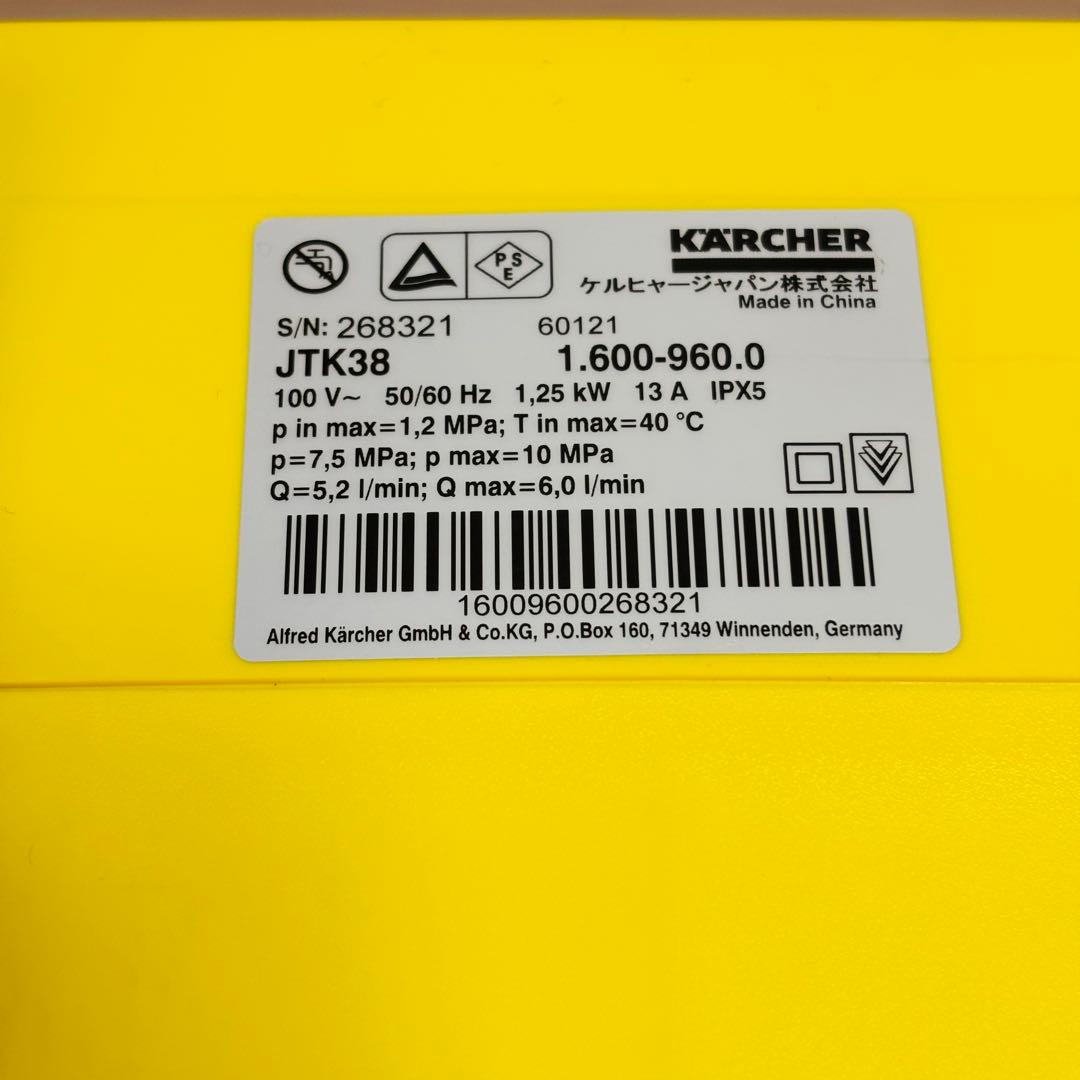 PSE
KÄRCHER
ケルヒャージャパン株式会社
Made in China
S/N: 268321 60121
JTK38 1.600-960.0
100 V~ 50/60 Hz 1,25 kW 13 A IPX5
p in max=1,2 MPa; T in max=40 °C
p=7,5 MPa; p max=10 MPa
Q=5,2 l/min; Q max=6,0 l/min
16009600268321
Alfred Kärcher GmbH & Co.KG, P.O.Box 160, 71349 Winnenden, Germany